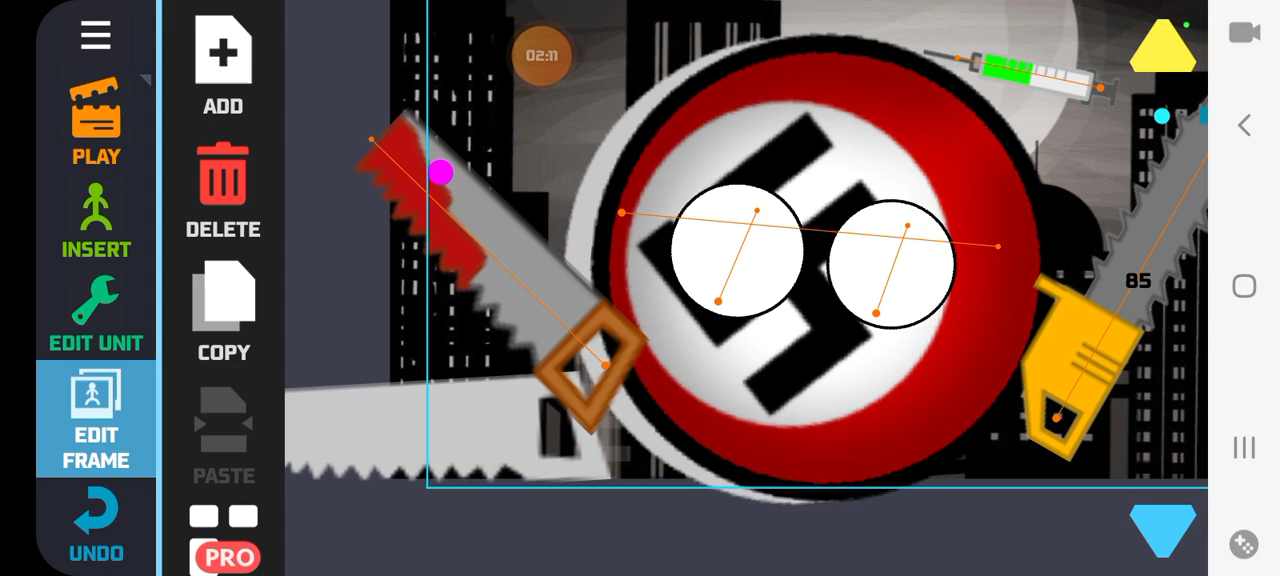 PLAY
INSERT
EDIT UNIT
EDIT
FRAME
UNDO
ADD
DELETE
COPY
PASTE
PRO
02:11
85